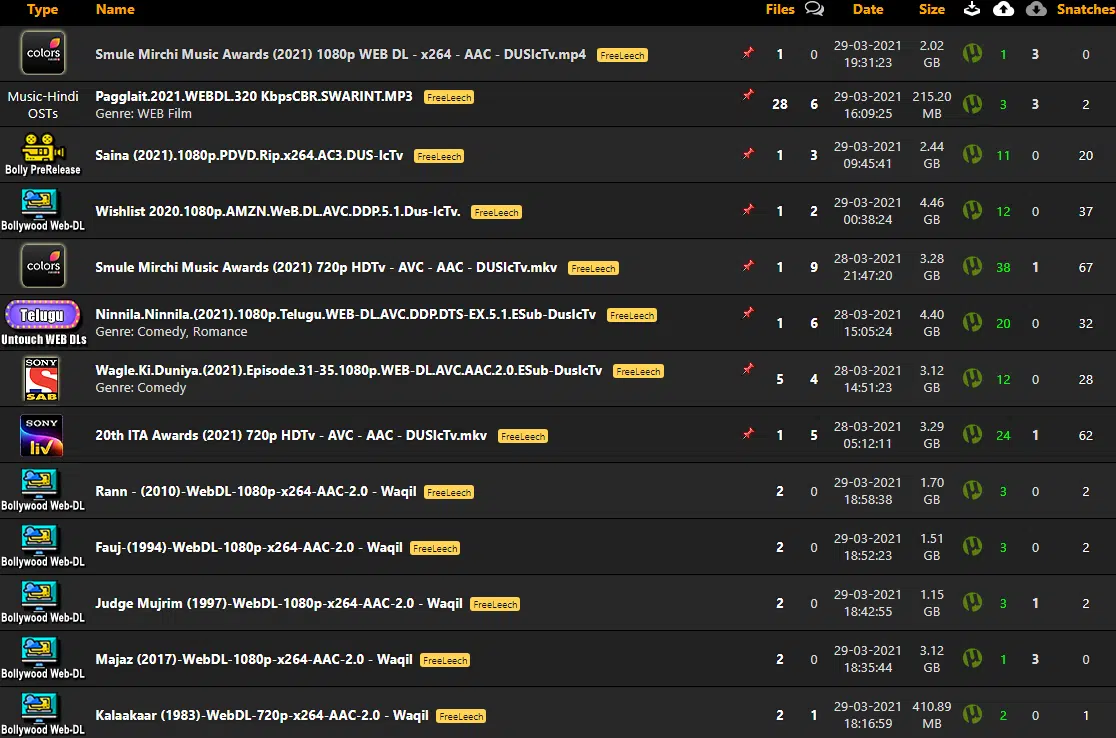 Type Name Files Date Size Snatches
colors Smule Mirchi Music Awards (2021) 1080p WEB DL - x264 - AAC - DUSIcTv.mp4 FreeLeech 1 0 29-03-2021 19:31:23 2.02 GB 1 3 0
Music-Hindi OSTs Pagglait.2021.WEBDL.320 KbpsCBR.SWARINT.MP3 FreeLeech 28 6 29-03-2021 16:09:25 215.20 MB 3 3 2
Genre: WEB Film
Bolly PreRelease Saina (2021).1080p.PDVD.Rip.x264.AC3.DUS-IcTv FreeLeech 1 3 29-03-2021 09:45:41 2.44 GB 11 0 20
Bollywood Web-DL Wishlist 2020.1080p.AMZN.WeB.DL.AVC.DDP.5.1.Dus-IcTv. FreeLeech 1 2 29-03-2021 00:38:24 4.46 GB 12 0 37
colors Smule Mirchi Music Awards (2021) 720p HDTv - AVC - AAC - DUSIcTv.mkv FreeLeech 1 9 28-03-2021 21:47:20 3.28 GB 38 1 67
Telugu Untouch WEB DLs Ninnila.Ninnila.(2021).1080p.Telugu.WEB-DL.AVC.DDP.DTS-EX.5.1.ESub-DusIcTv FreeLeech 1 6 28-03-2021 15:05:24 4.40 GB 20 0 32
Genre: Comedy, Romance
SONY SAB Wagle.Ki.Duniya.(2021).Episode.31-35.1080p.WEB-DL.AVC.AAC.2.0.ESub-DusIcTv FreeLeech 5 4 28-03-2021 14:51:23 3.12 GB 12 0 28
Genre: Comedy
SONY liv 20th ITA Awards (2021) 720p HDTv - AVC - AAC - DUSIcTv.mkv FreeLeech 1 5 28-03-2021 05:12:11 3.29 GB 24 1 62
Bollywood Web-DL Rann - (2010)-WebDL-1080p-x264-AAC-2.0 - Waqil FreeLeech 2 0 29-03-2021 18:58:38 1.70 GB 3 0 2
Bollywood Web-DL Fauj-(1994)-WebDL-1080p-x264-AAC-2.0 - Waqil FreeLeech 2 0 29-03-2021 18:52:23 1.51 GB 3 0 2
Bollywood Web-DL Judge Mujrim (1997)-WebDL-1080p-x264-AAC-2.0 - Waqil FreeLeech 2 0 29-03-2021 18:42:55 1.15 GB 3 1 2
Bollywood Web-DL Majaz (2017)-WebDL-1080p-x264-AAC-2.0 - Waqil FreeLeech 2 0 29-03-2021 18:35:44 3.12 GB 1 3 0
Bollywood Web-DL Kalaakaar (1983)-WebDL-720p-x264-AAC-2.0 - Waqil FreeLeech 2 1 29-03-2021 18:16:59 410.89 MB 2 0 1